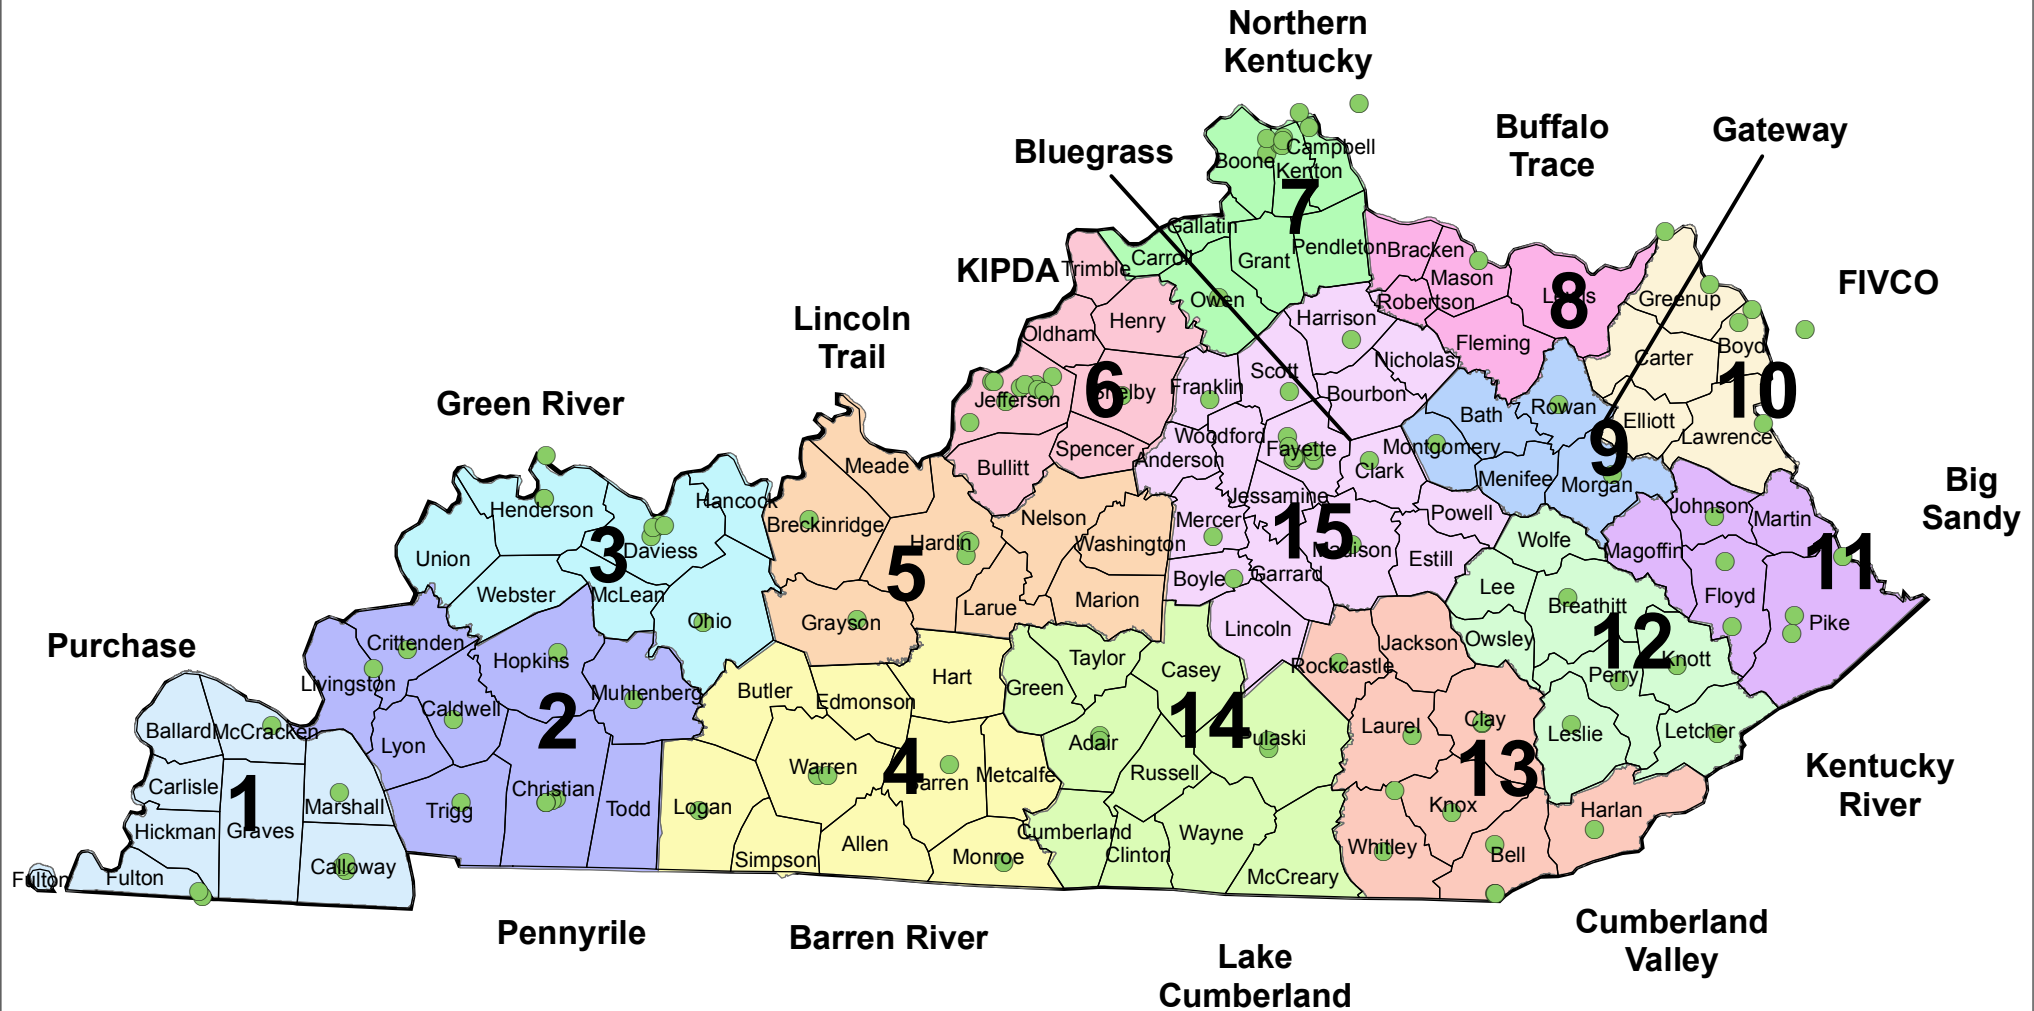 Northern
Kentucky
Buffalo
Trace
Gateway
Bluegrass
KIPDA
FIVCO
Lincoln
Trail
Green River
Big
Sandy
Purchase
Kentucky
River
Pennyrile
Barren River
Cumberland
Valley
Lake
Cumberland
1
Ballard
McCracken
Carlisle
Hickman
Graves
Marshall
Calloway
Fulton
Fulton
2
Crittenden
Livingston
Hopkins
Muhlenberg
Caldwell
Lyon
Trigg
Christian
Todd
3
Henderson
Hancock
Union
Daviess
Webster
McLean
Ohio
4
Butler
Edmonson
Hart
Warren
Barren
Metcalfe
Logan
Simpson
Allen
Monroe
5
Meade
Breckinridge
Hardin
Nelson
Washington
Grayson
Larue
Marion
6
Trimble
Henry
Oldham
Jefferson
Shelby
Spencer
Bullitt
7
Boone
Campbell
Kenton
Gallatin
Carroll
Grant
Pendleton
Owen
8
Bracken
Mason
Robertson
Lewis
Fleming
9
Bath
Rowan
Montgomery
Menifee
Morgan
10
Greenup
Carter
Boyd
Elliott
Lawrence
11
Johnson
Martin
Magoffin
Floyd
Pike
12
Wolfe
Lee
Breathitt
Owsley
Perry
Knott
Leslie
Letcher
13
Rockcastle
Jackson
Laurel
Clay
Knox
Whitley
Bell
Harlan
14
Taylor
Casey
Green
Adair
Pulaski
Russell
Cumberland
Clinton
Wayne
McCreary
15
Harrison
Nicholas
Scott
Franklin
Bourbon
Woodford
Fayette
Anderson
Clark
Jessamine
Mercer
Powell
Madison
Estill
Boyle
Garrard
Lincoln